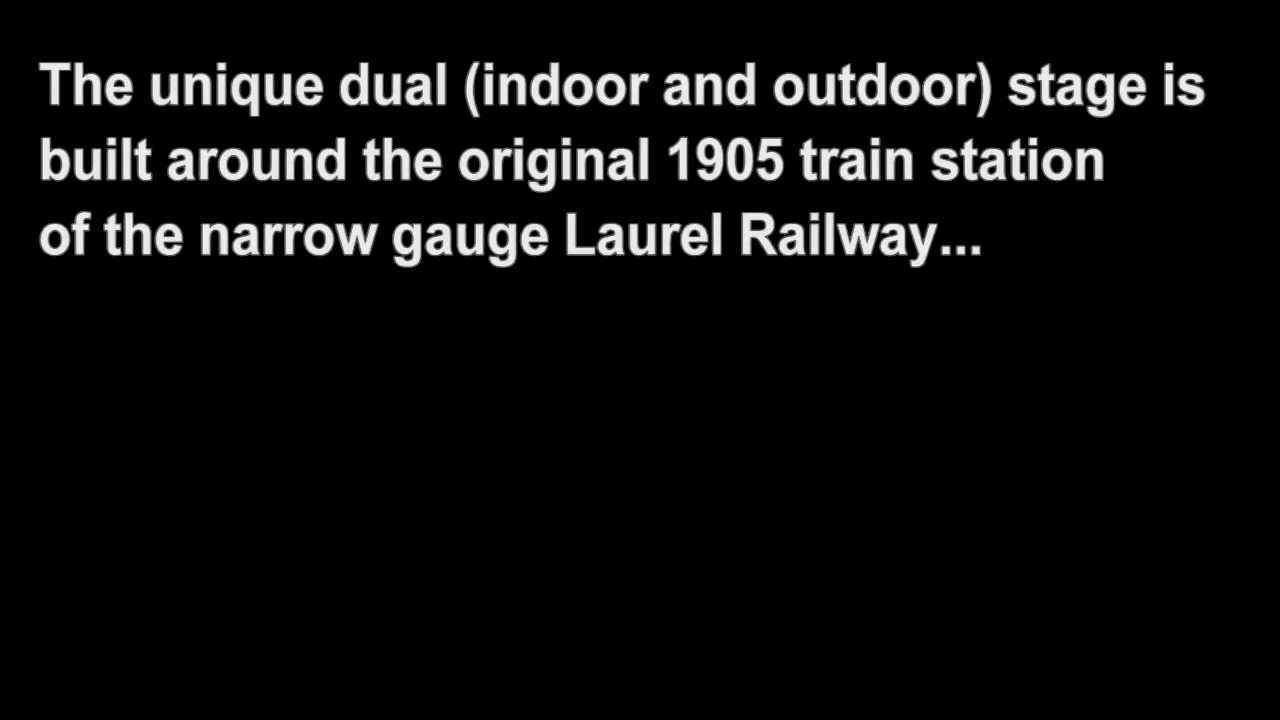 The unique dual (indoor and outdoor) stage is
built around the original 1905 train station
of the narrow gauge Laurel Railway...